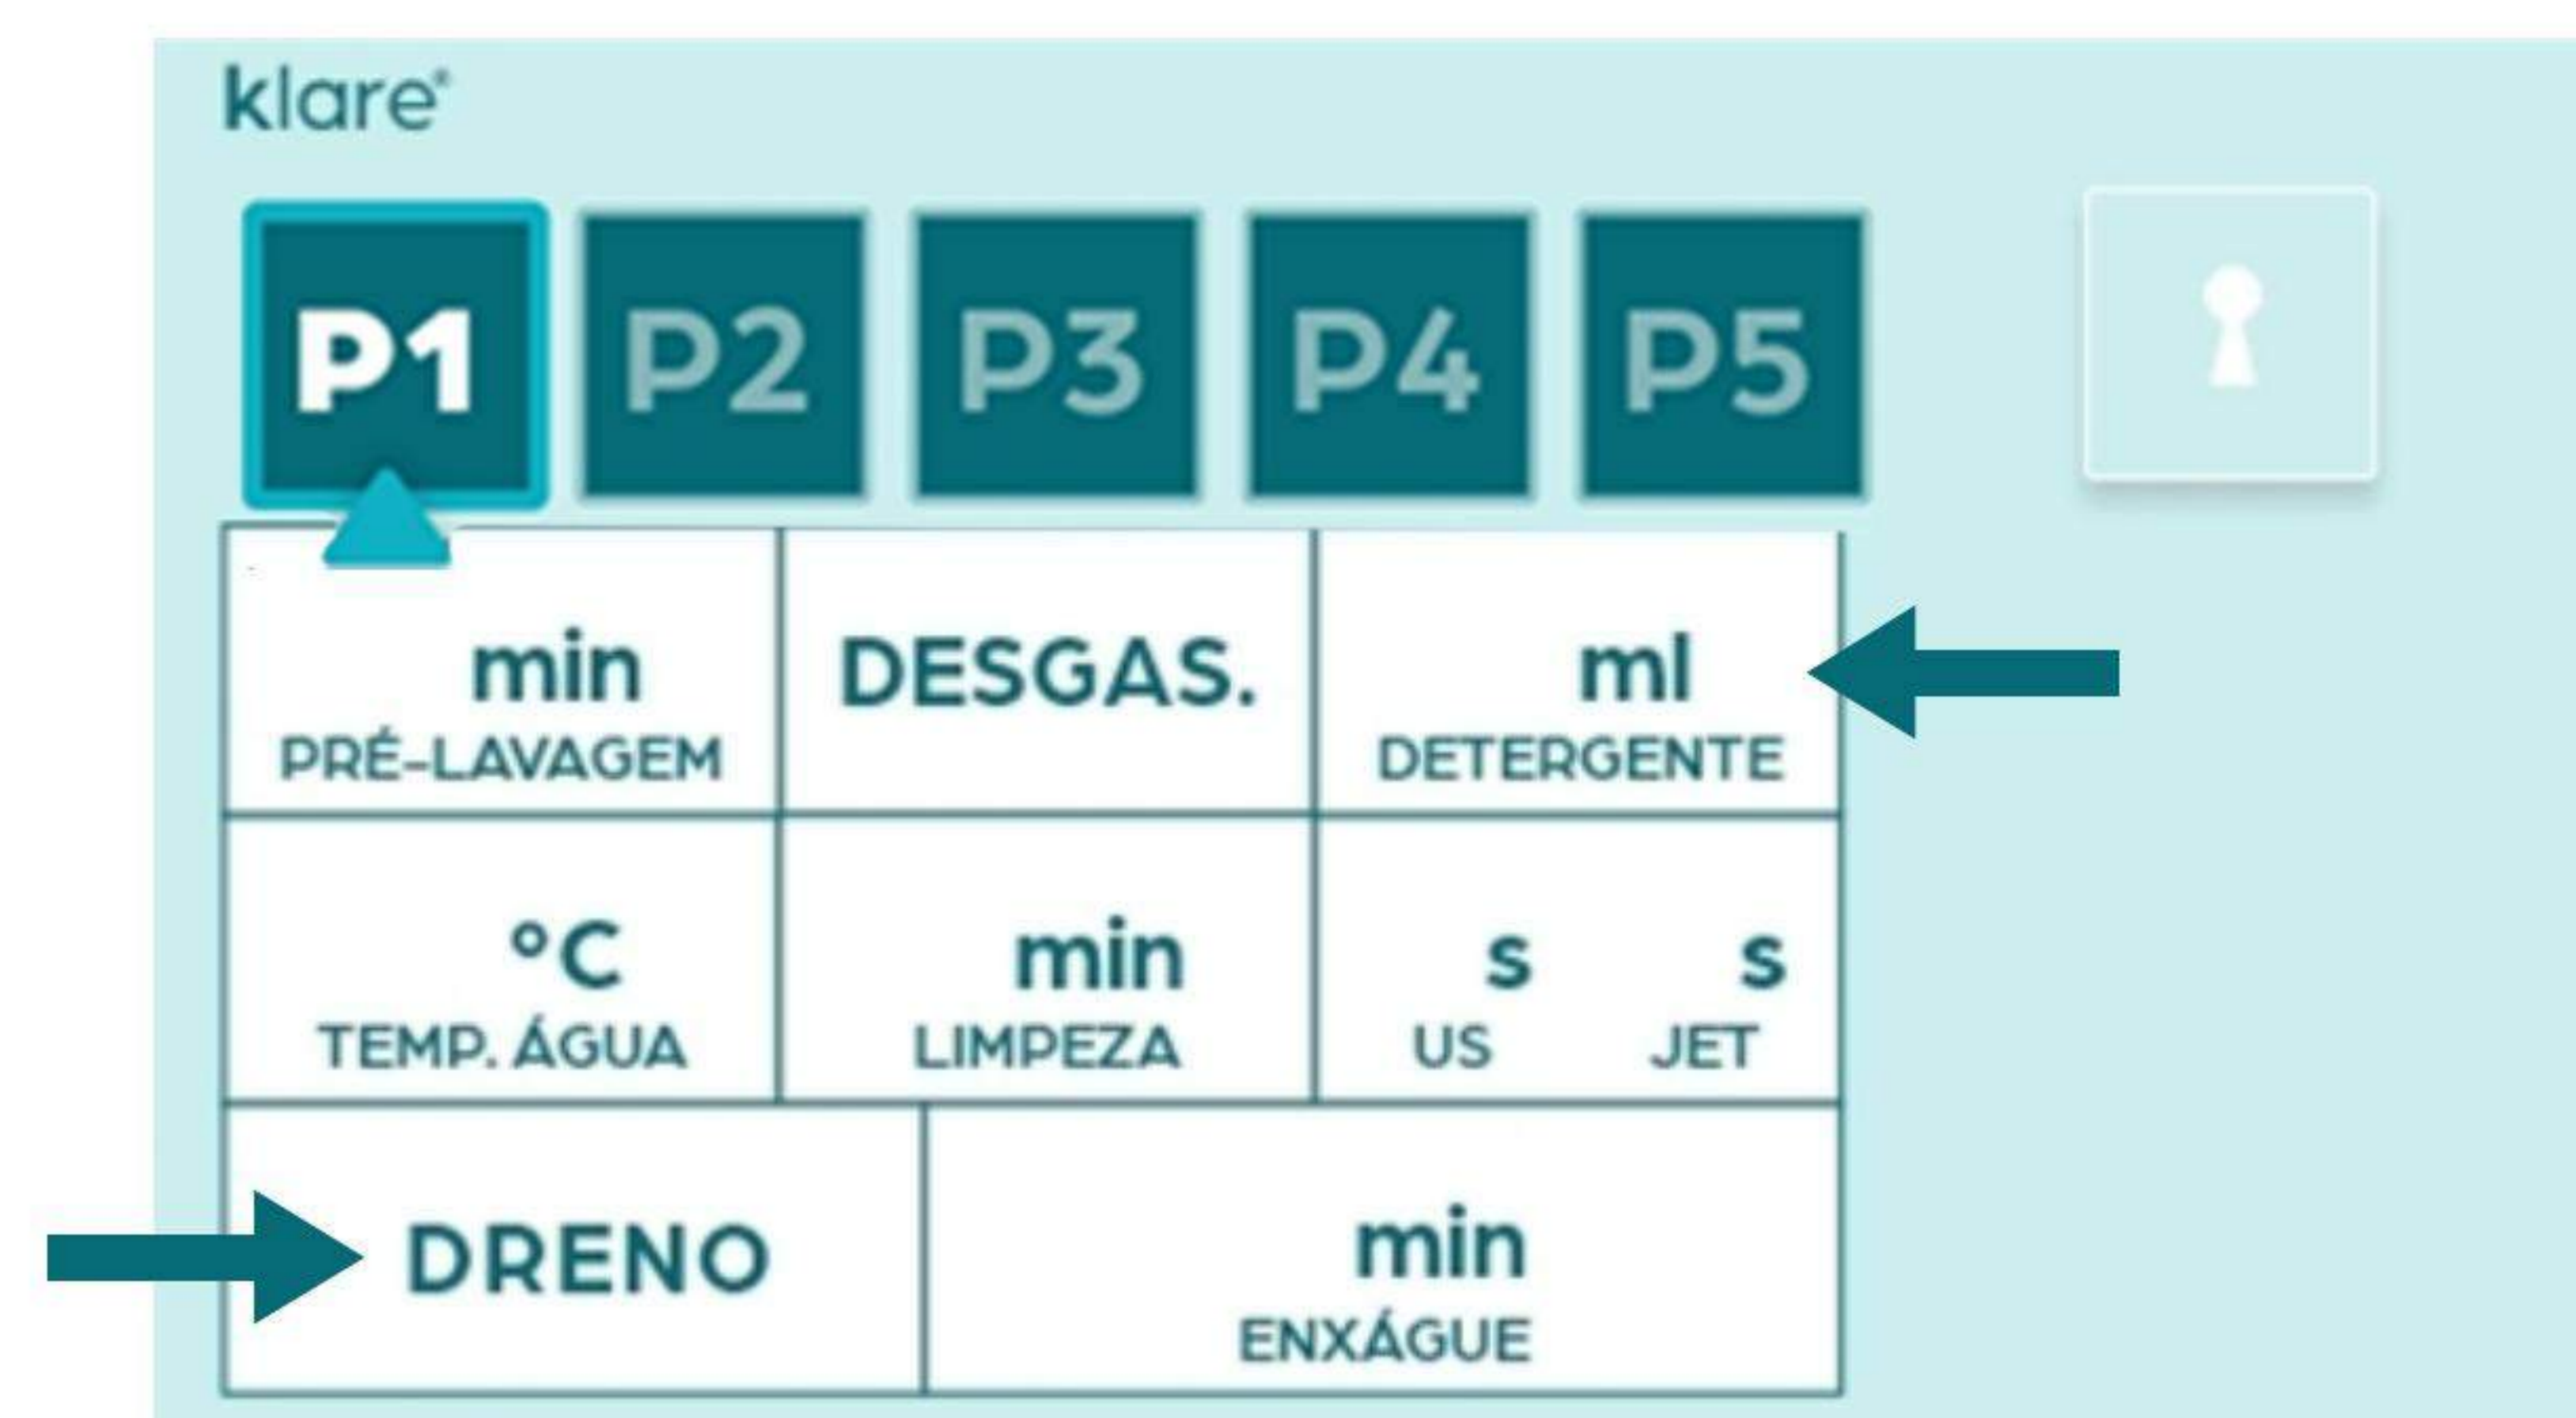 klare®
P1 P2 P3 P4 P5
min DESGAS. ml
PRÉ-LAVAGEM DETERGENTE
°C min s s
TEMP. ÁGUA LIMPEZA US JET
DRENO min
ENXÁGUE